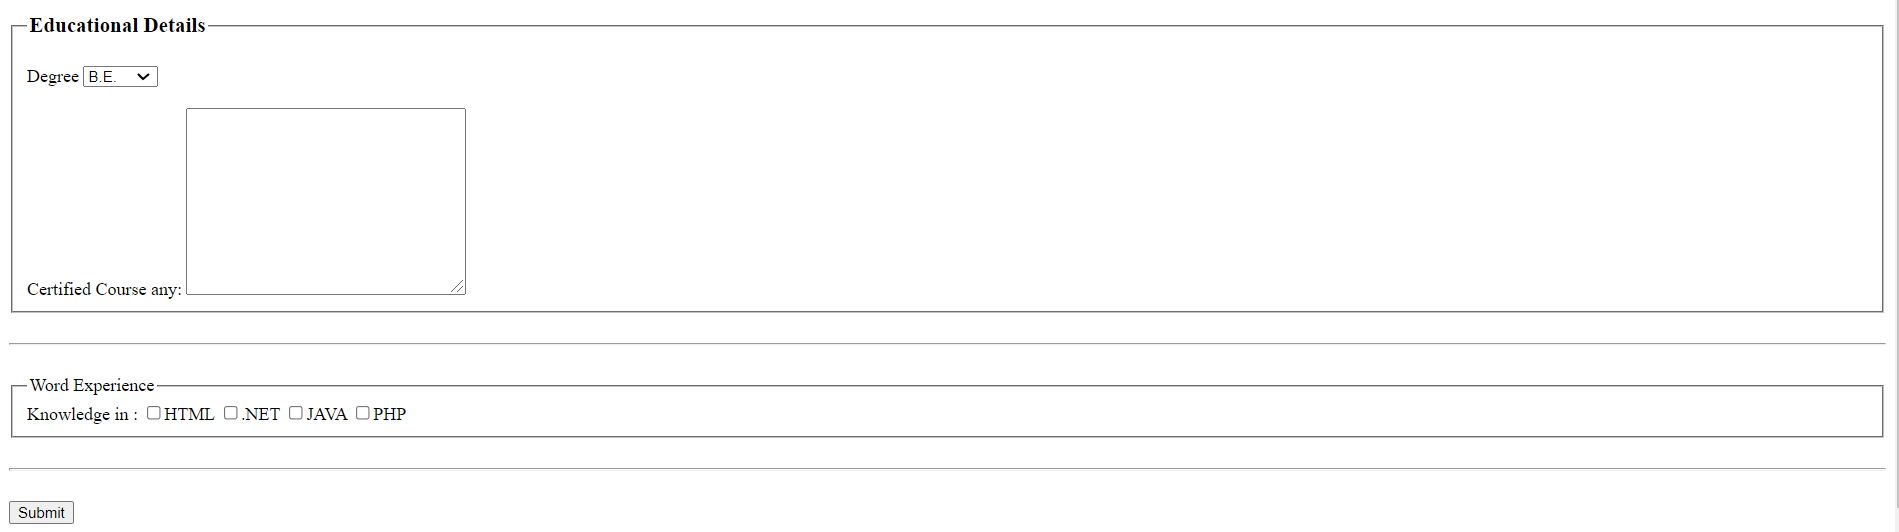 Educational Details
Degree B.E.
Certified Course any:
Word Experience
Knowledge in : HTML .NET JAVA PHP
Submit